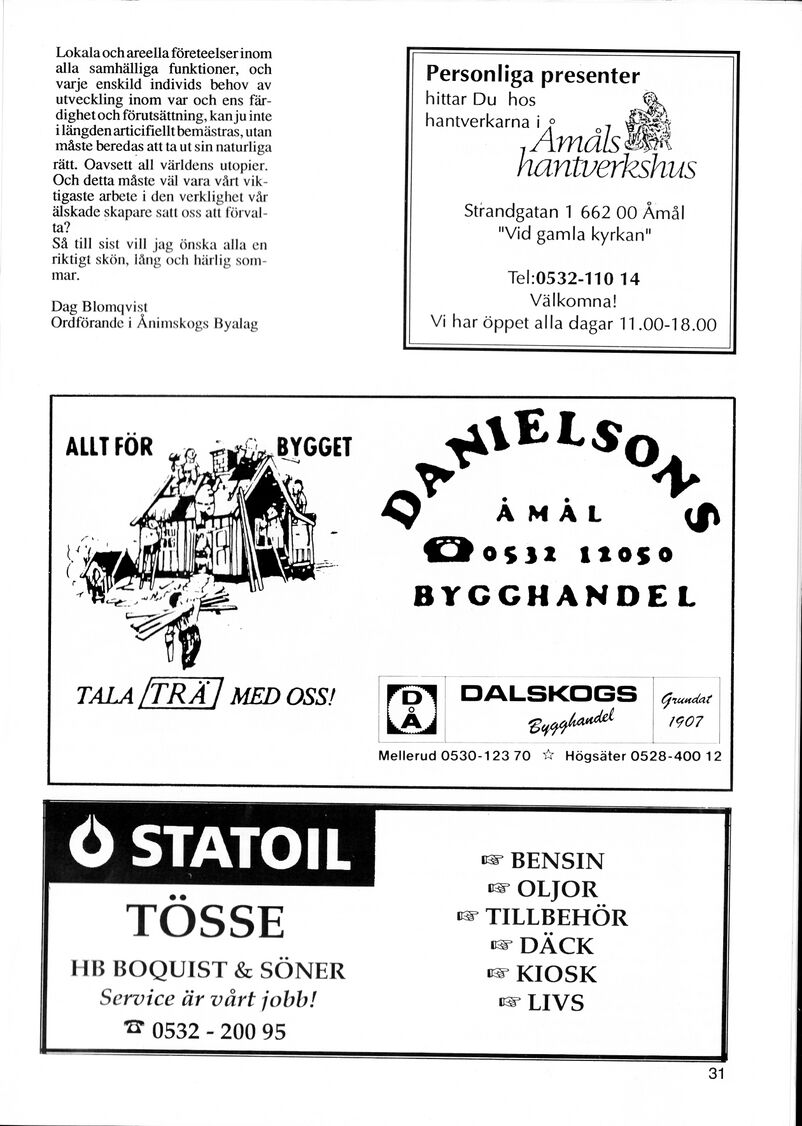 Lokala och areella företeelser inom
alla samhälliga funktioner, och
varje enskild individs behov av
utveckling inom var och ens fär-
dighet och förutsättning, kan ju inte
i längden articifiellt bemästras, utan
måste beredas att ta ut sin naturliga
rätt. Oavsett all världens utopier.
Och detta måste väl vara vårt vik-
tigaste arbete i den verklighet vår
älskade skapare satt oss att förval-
ta?
Så till sist vill jag önska alla en
riktigt skön, lång och härlig som-
mar.
Dag Blomqvist
Ordförande i Ånimskogs Byalag
Personliga presenter
hittar Du hos
hantverkarna i
Åmåls
hantverkshus
Strandgatan 1 662 00 Åmål
"Vid gamla kyrkan"
Tel:0532-110 14
Välkomna!
Vi har öppet alla dagar 11.00-18.00
ALLT FÖR BYGGET
TALA TRÄ MED OSS!
DANIELSONS
ÅMÅL
☎ 0532 12050
BYGGHANDEL
DÅ
DALSKOGS
Bygghandel
Grundat
1907
Mellerud 0530-123 70 ☆ Högsäter 0528-400 12
STATOIL
TÖSSE
HB BOQUIST & SÖNER
Service är vårt jobb!
☎ 0532 - 200 95
☞ BENSIN
☞ OLJOR
☞ TILLBEHÖR
☞ DÄCK
☞ KIOSK
☞ LIVS
31